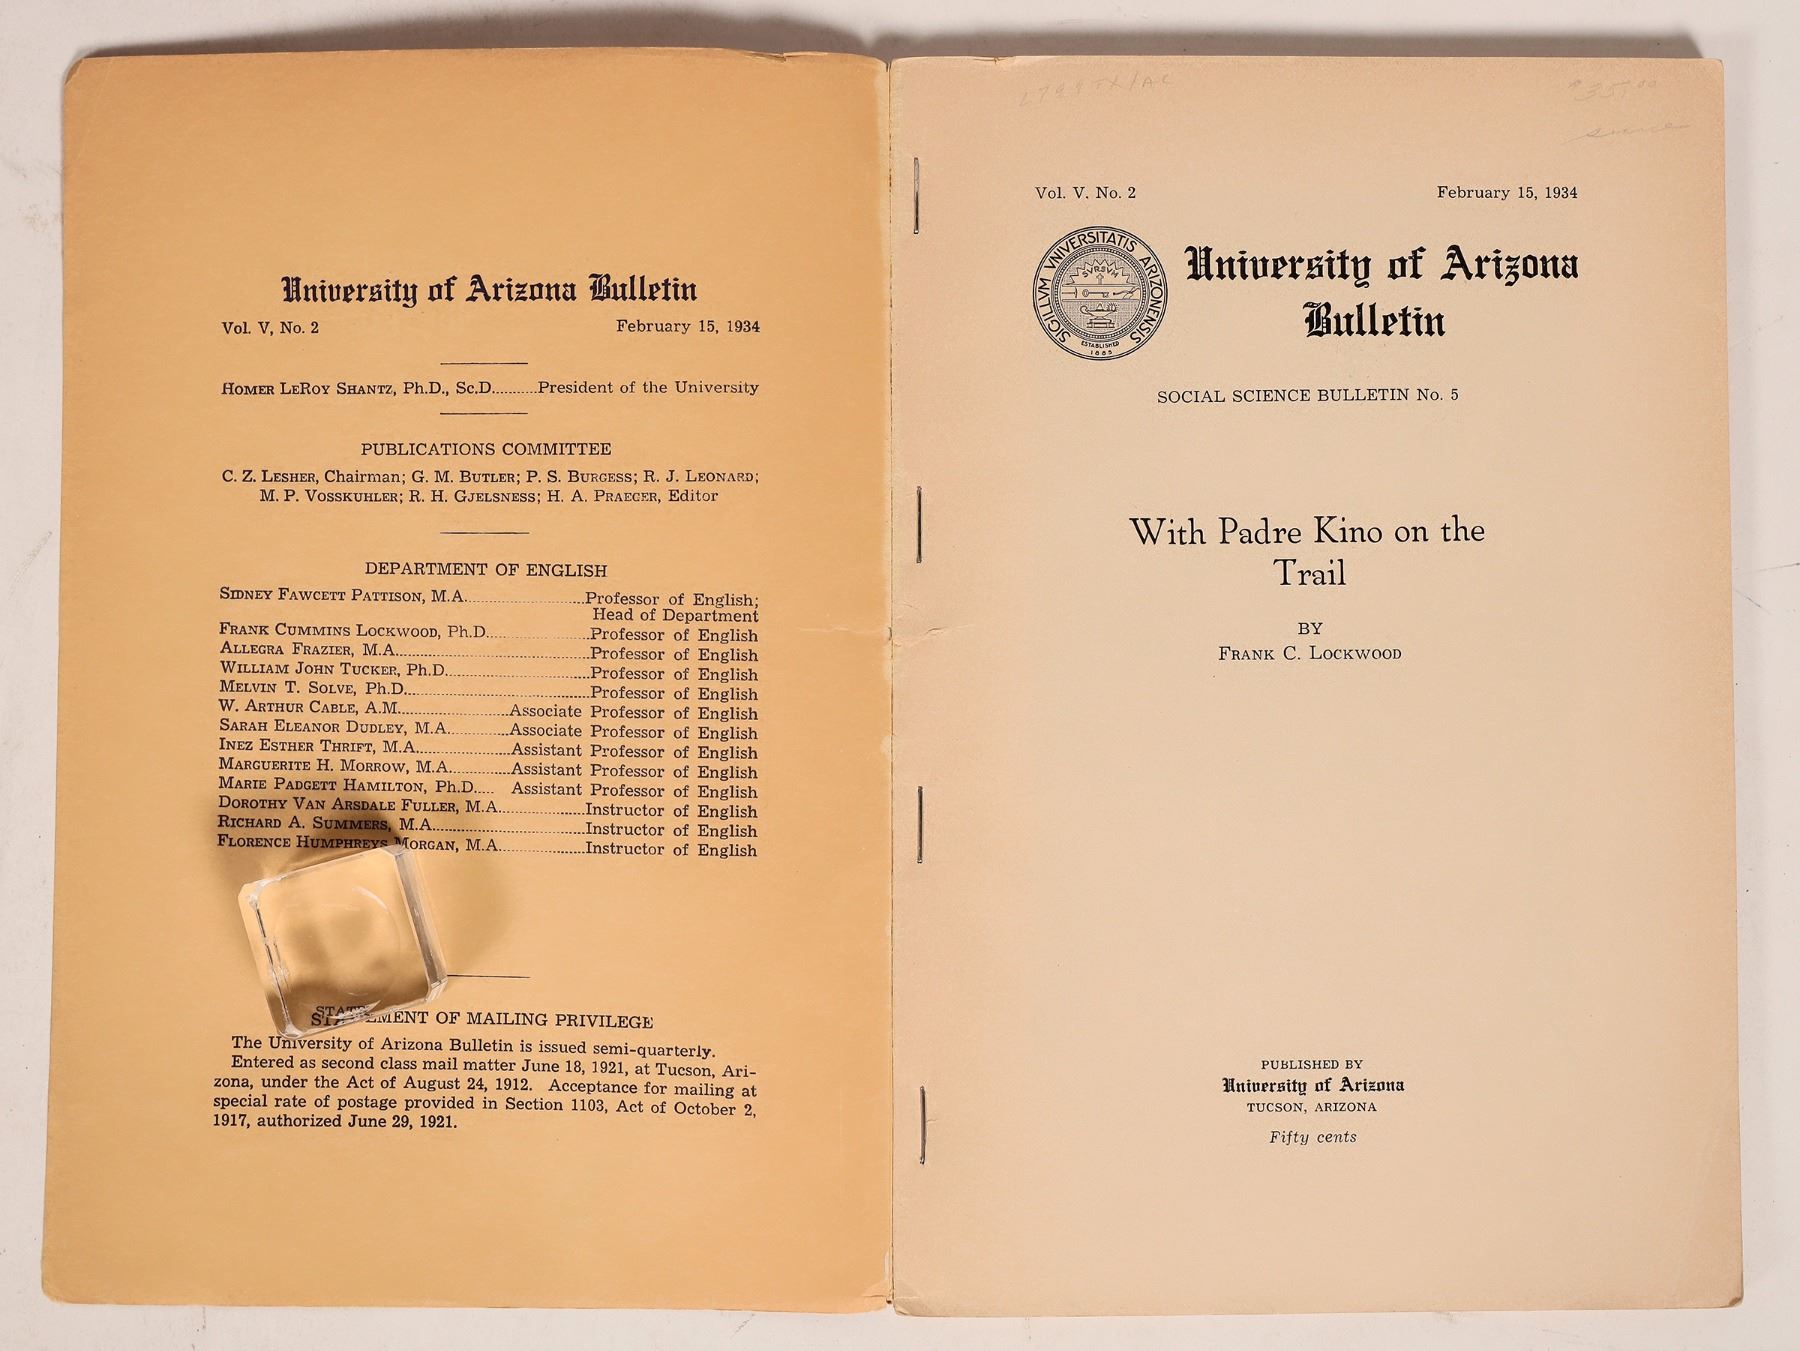 University of Arizona Bulletin
Vol. V, No. 2 February 15, 1934
HOMER LEROY SHANTZ, Ph.D., Sc.D..........President of the University
PUBLICATIONS COMMITTEE
C. Z. LESHER, Chairman; G. M. BUTLER; P. S. BURGESS; R. J. LEONARD;
M. P. VOSSKUHLER; R. H. GJELSNESS; H. A. PRAEGER, Editor
DEPARTMENT OF ENGLISH
SIDNEY FAWCETT PATTISON, M.A..........Professor of English;
Head of Department
FRANK CUMMINS LOCKWOOD, Ph.D..........Professor of English
ALLEGRA FRAZIER, M.A..........Professor of English
WILLIAM JOHN TUCKER, Ph.D..........Professor of English
MELVIN T. SOLVE, Ph.D..........Professor of English
W. ARTHUR CABLE, A.M..........Associate Professor of English
SARAH ELEANOR DUDLEY, M.A..........Associate Professor of English
INEZ ESTHER THRIFT, M.A..........Assistant Professor of English
MARGUERITE H. MORROW, M.A..........Assistant Professor of English
MARIE PADGETT HAMILTON, Ph.D..... Assistant Professor of English
DOROTHY VAN ARSDALE FULLER, M.A..........Instructor of English
RICHARD A. SUMMERS, M.A..........Instructor of English
FLORENCE HUMPHREYS MORGAN, M.A..........Instructor of English
STATEMENT OF MAILING PRIVILEGE
The University of Arizona Bulletin is issued semi-quarterly.
Entered as second class mail matter June 18, 1921, at Tucson, Ari-
zona, under the Act of August 24, 1912. Acceptance for mailing at
special rate of postage provided in Section 1103, Act of October 2,
1917, authorized June 29, 1921.
$35.00
Vol. V. No. 2 February 15, 1934
SIGILLVM VNIVERSITATIS ARIZONENSIS
SVRSVM
ESTABLISHED
1885
University of Arizona
Bulletin
SOCIAL SCIENCE BULLETIN No. 5
With Padre Kino on the
Trail
BY
FRANK C. LOCKWOOD
PUBLISHED BY
University of Arizona
TUCSON, ARIZONA
Fifty cents